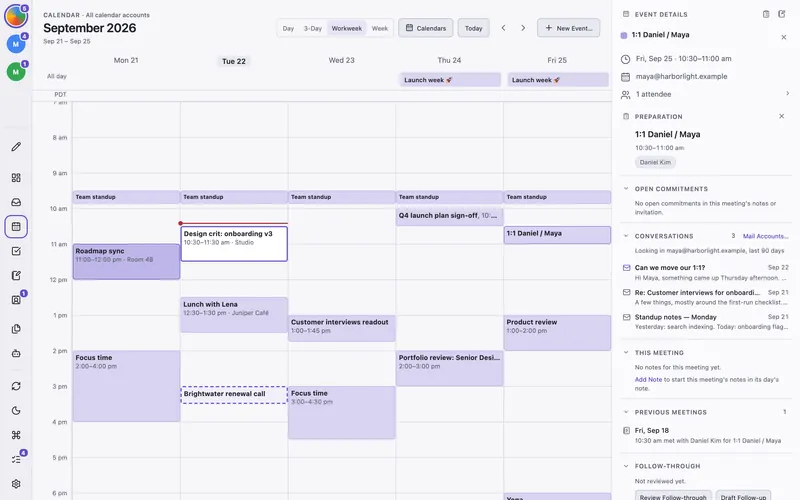 6
M
4
M
1
1
4
CALENDAR · All calendar accounts
September 2026
Sep 21 – Sep 25
Day
3-Day
Workweek
Week
Calendars
Today
New Event…
Mon 21
Tue 22
Wed 23
Thu 24
Fri 25
All day
Launch week 🚀
Launch week 🚀
PDT
7 am
8 am
9 am
10 am
11 am
12 pm
1 pm
2 pm
3 pm
4 pm
5 pm
6 pm
Team standup
Team standup
Team standup
Team standup
Team standup
Roadmap sync
11:00–12:00 pm · Room 4B
Focus time
2:00–4:00 pm
Design crit: onboarding v3
10:30–11:30 am · Studio
Lunch with Lena
12:30–1:30 pm · Juniper Café
Brightwater renewal call
Customer interviews readout
1:00–1:45 pm
Focus time
3:00–4:30 pm
Q4 launch plan sign-off, 10:…
Portfolio review: Senior Desi…
2:00–3:00 pm
1:1 Daniel / Maya
Product review
1:00–2:00 pm
Yoga
EVENT DETAILS
1:1 Daniel / Maya
Fri, Sep 25 · 10:30–11:00 am
maya@harborlight.example
1 attendee
PREPARATION
1:1 Daniel / Maya
10:30–11:00 am
Daniel Kim
OPEN COMMITMENTS
No open commitments in this meeting's notes or
invitation.
CONVERSATIONS 3 Mail Accounts…
Looking in maya@harborlight.example, last 90 days
Can we move our 1:1? Sep 22
Hi Maya, something came up Thursday afternoon. …
Re: Customer interviews for onboardi… Sep 21
A few things, mostly around the first-run checklist.…
Standup notes — Monday Sep 21
Yesterday: search indexing. Today: onboarding flag…
THIS MEETING
No notes for this meeting yet.
Add Note to start this meeting's notes in its day's
note.
PREVIOUS MEETINGS 1
Fri, Sep 18
10:30 am met with Daniel Kim for 1:1 Daniel / Maya
FOLLOW-THROUGH
Not reviewed yet.
Review Follow-through
Draft Follow-up